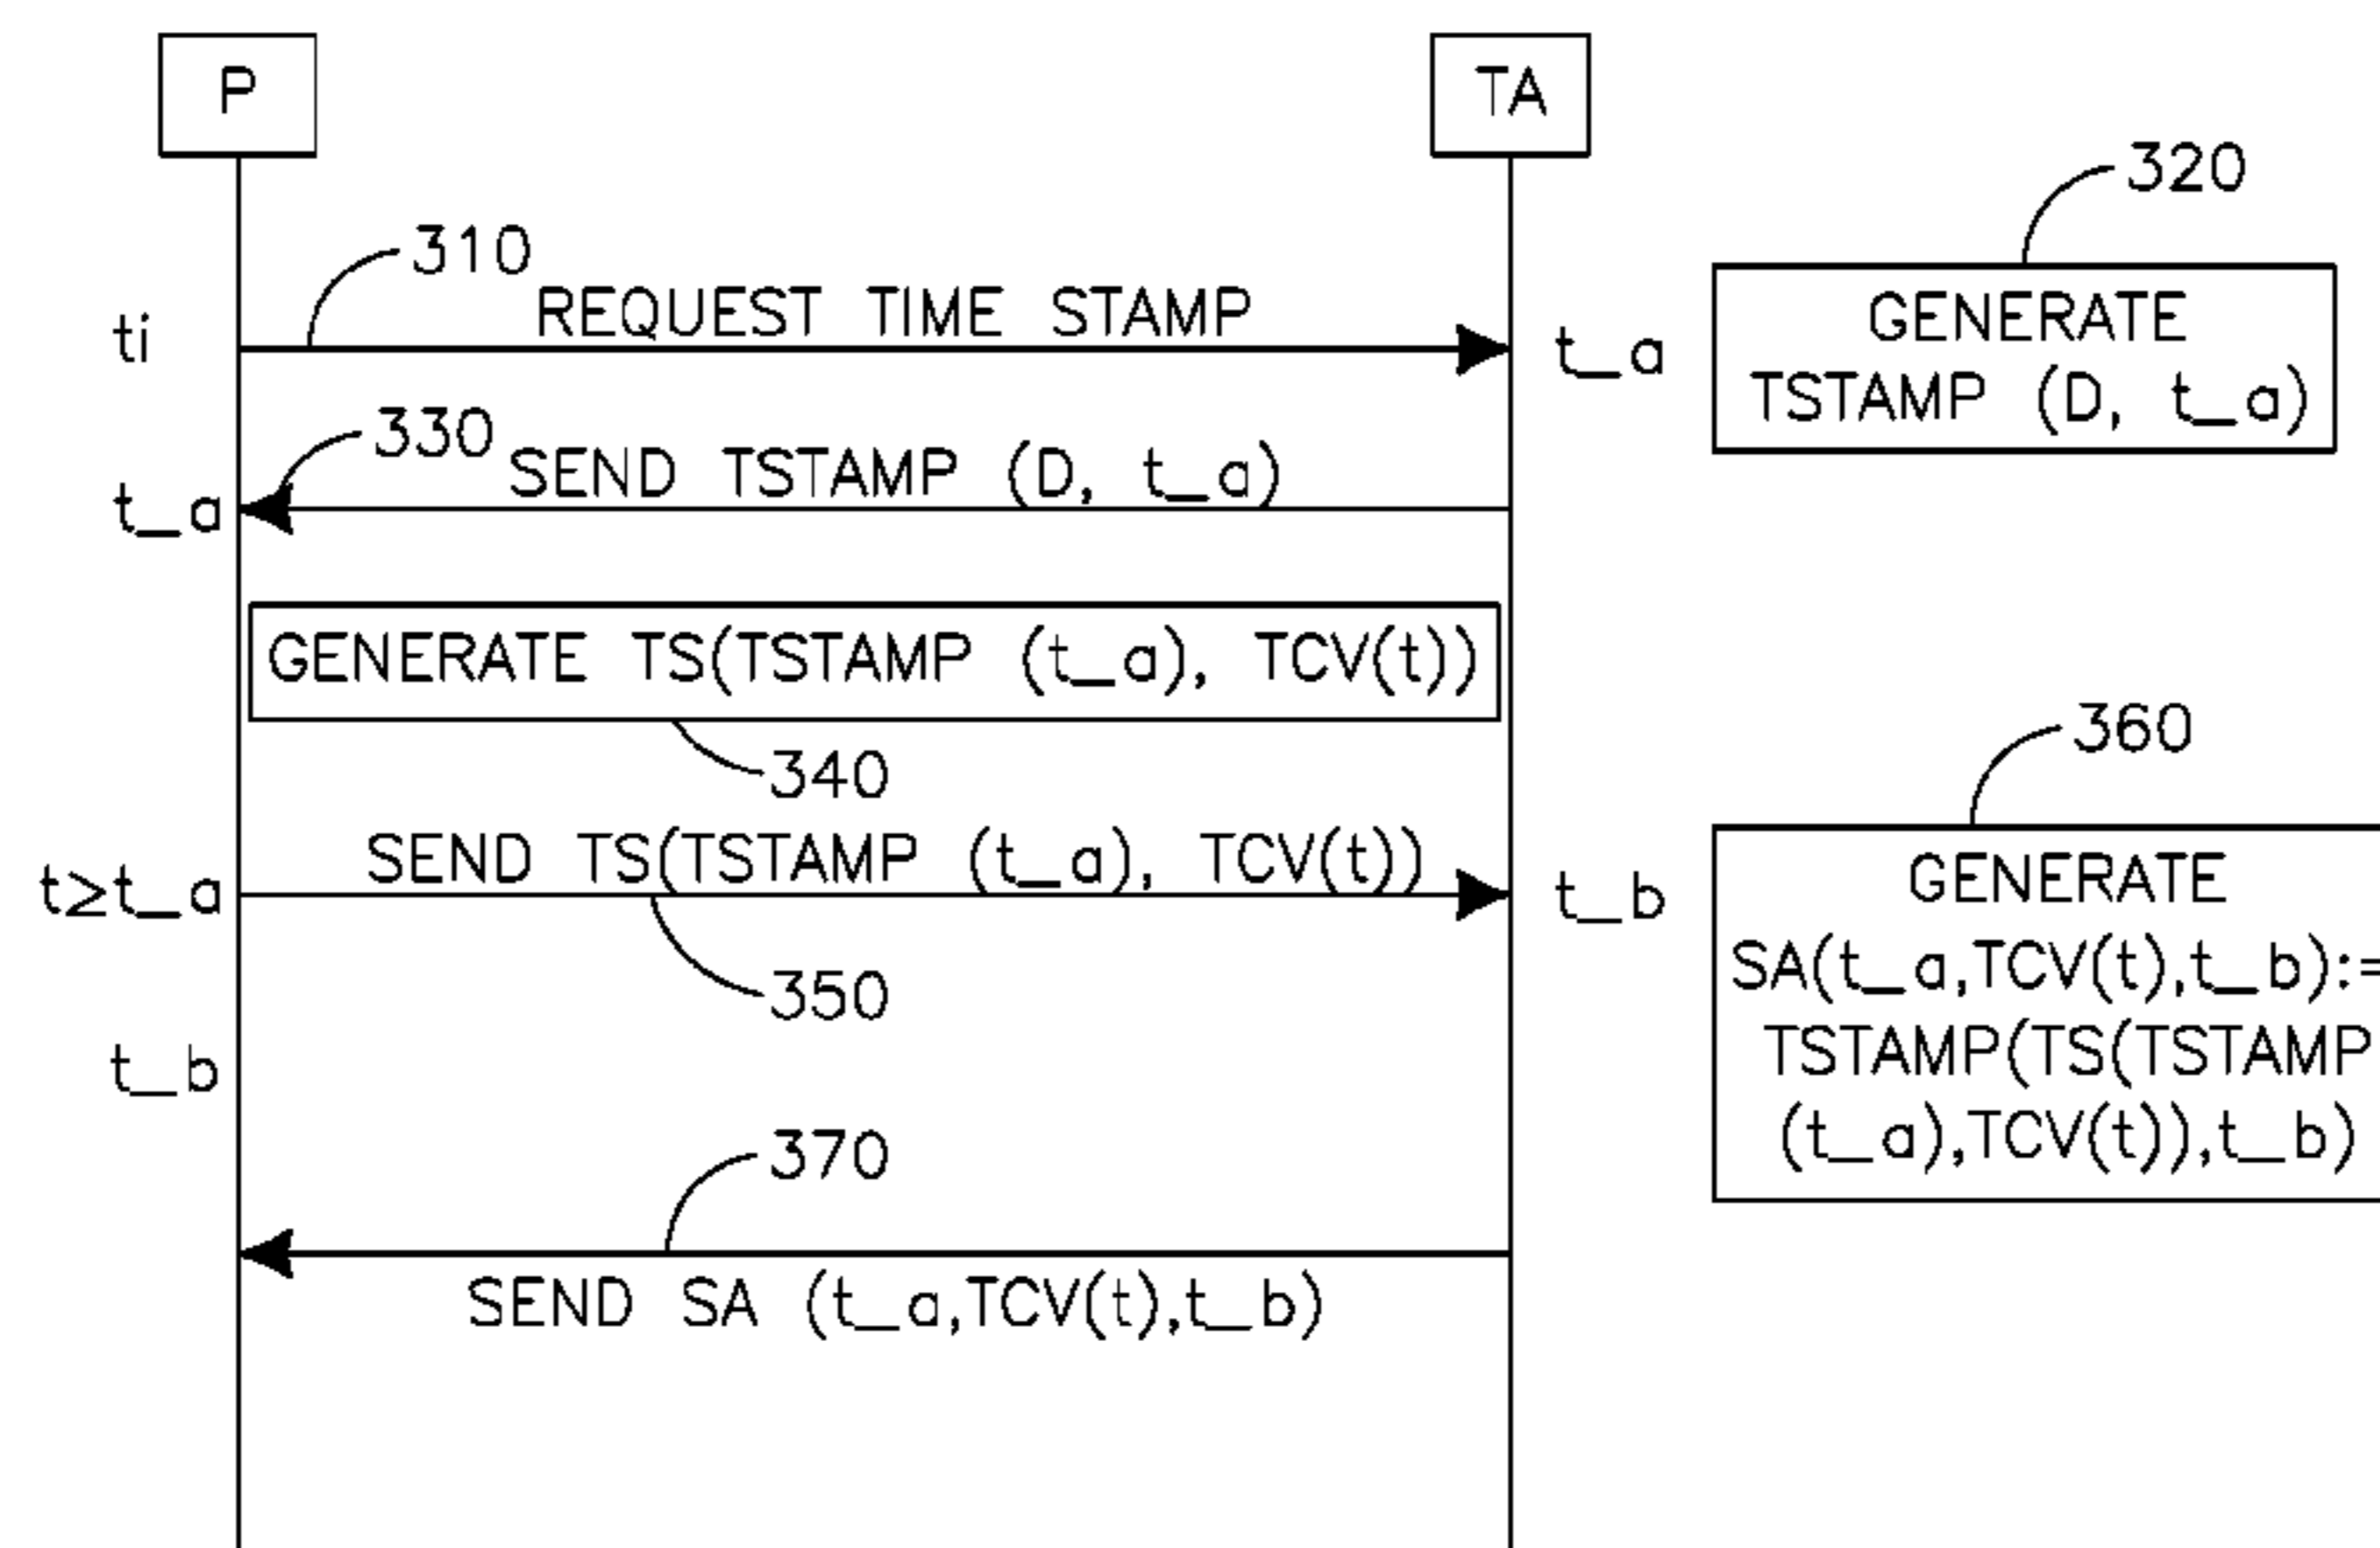 P
TA
320
310
REQUEST TIME STAMP
ti
t_a
GENERATE
TSTAMP (D, t_a)
330
SEND TSTAMP (D, t_a)
t_a
GENERATE TS(TSTAMP (t_a), TCV(t))
340
360
SEND TS(TSTAMP (t_a), TCV(t))
t≥t_a
t_b
350
GENERATE
SA(t_a,TCV(t),t_b):=
TSTAMP(TS(TSTAMP
(t_a),TCV(t)),t_b)
t_b
370
SEND SA (t_a,TCV(t),t_b)